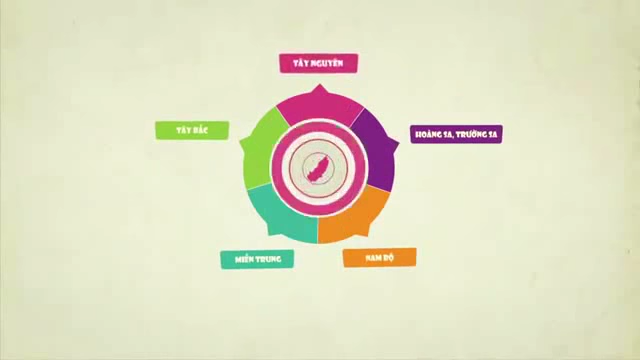 TÂY NGUYÊN
TÂY BẮC
HOÀNG SA, TRƯỜNG SA
MIỀN TRUNG
NAM BỘ